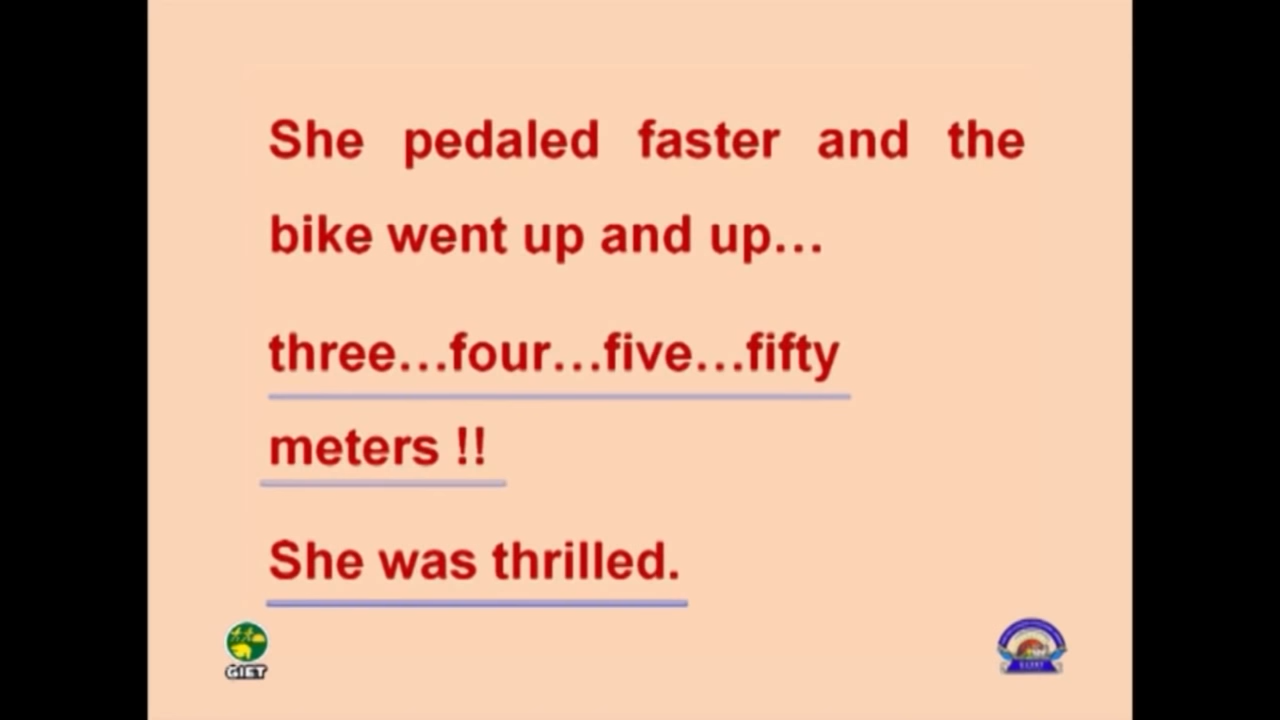 She pedaled faster and the
bike went up and up...
three...four...five...fifty
meters !!
She was thrilled.
GIET